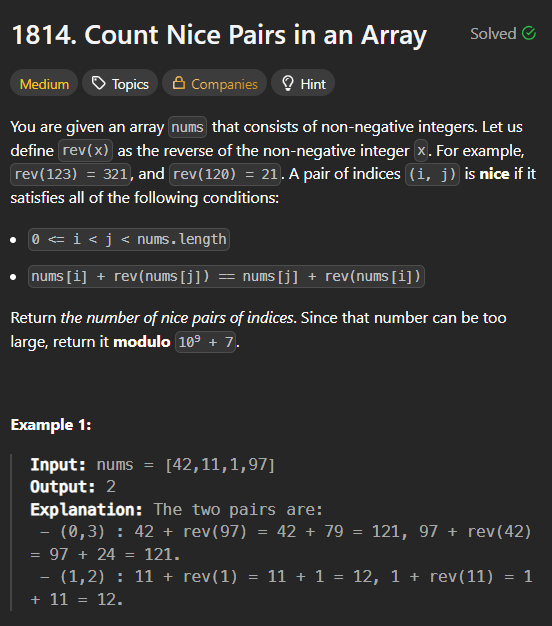 1814. Count Nice Pairs in an Array
Solved
Medium
Topics
Companies
Hint
You are given an array nums that consists of non-negative integers. Let us
define rev(x) as the reverse of the non-negative integer x. For example,
rev(123) = 321, and rev(120) = 21. A pair of indices (i, j) is nice if it
satisfies all of the following conditions:
• 0 <= i < j < nums.length
• nums[i] + rev(nums[j]) == nums[j] + rev(nums[i])
Return the number of nice pairs of indices. Since that number can be too
large, return it modulo 10⁹ + 7.
Example 1:
Input: nums = [42,11,1,97]
Output: 2
Explanation: The two pairs are:
- (0,3) : 42 + rev(97) = 42 + 79 = 121, 97 + rev(42)
= 97 + 24 = 121.
- (1,2) : 11 + rev(1) = 11 + 1 = 12, 1 + rev(11) = 1
+ 11 = 12.